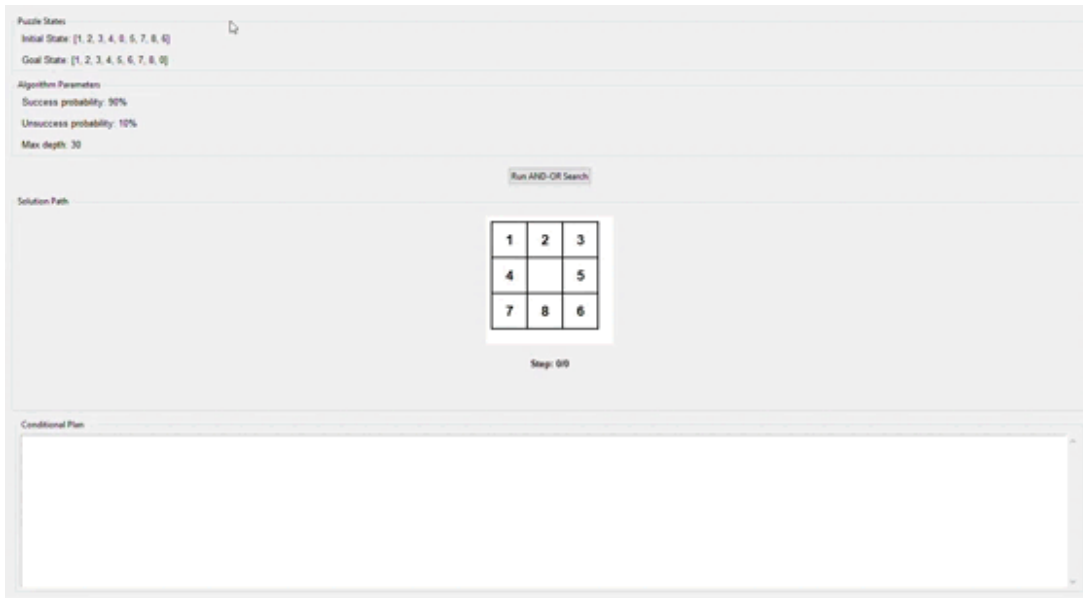 Puzzle States
Initial State: [1, 2, 3, 4, 0, 5, 7, 8, 6]
Goal State: [1, 2, 3, 4, 5, 6, 7, 8, 0]
Algorithm Parameters
Success probability: 90%
Unsuccess probability: 10%
Max depth: 30
Run AND-OR Search
Solution Path
1 2 3
4 5
7 8 6
Step: 0/0
Conditional Plan